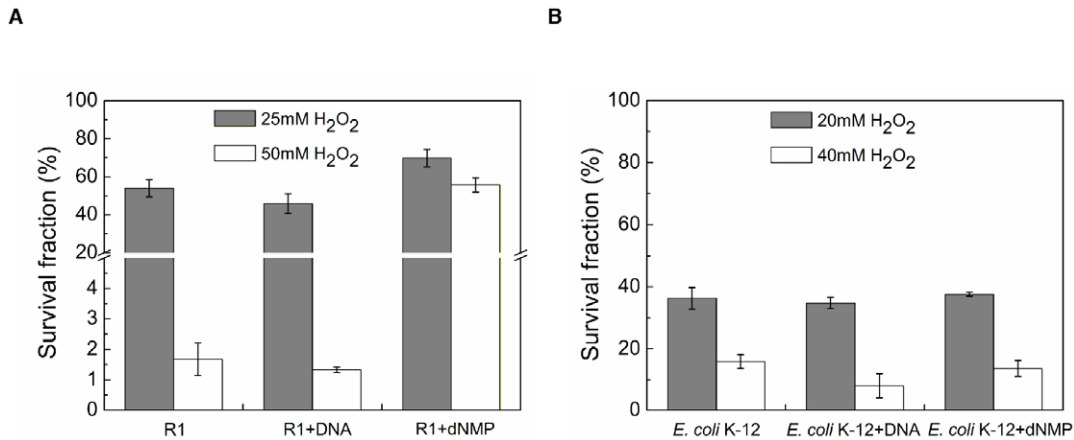 A
B
Survival fraction (%)
100
80
60
40
20
4
3
2
1
0
25mM H2O2
50mM H2O2
R1
R1+DNA
R1+dNMP
Survival fraction (%)
100
80
60
40
20
0
20mM H2O2
40mM H2O2
E. coli K-12
E. coli K-12+DNA
E. coli K-12+dNMP